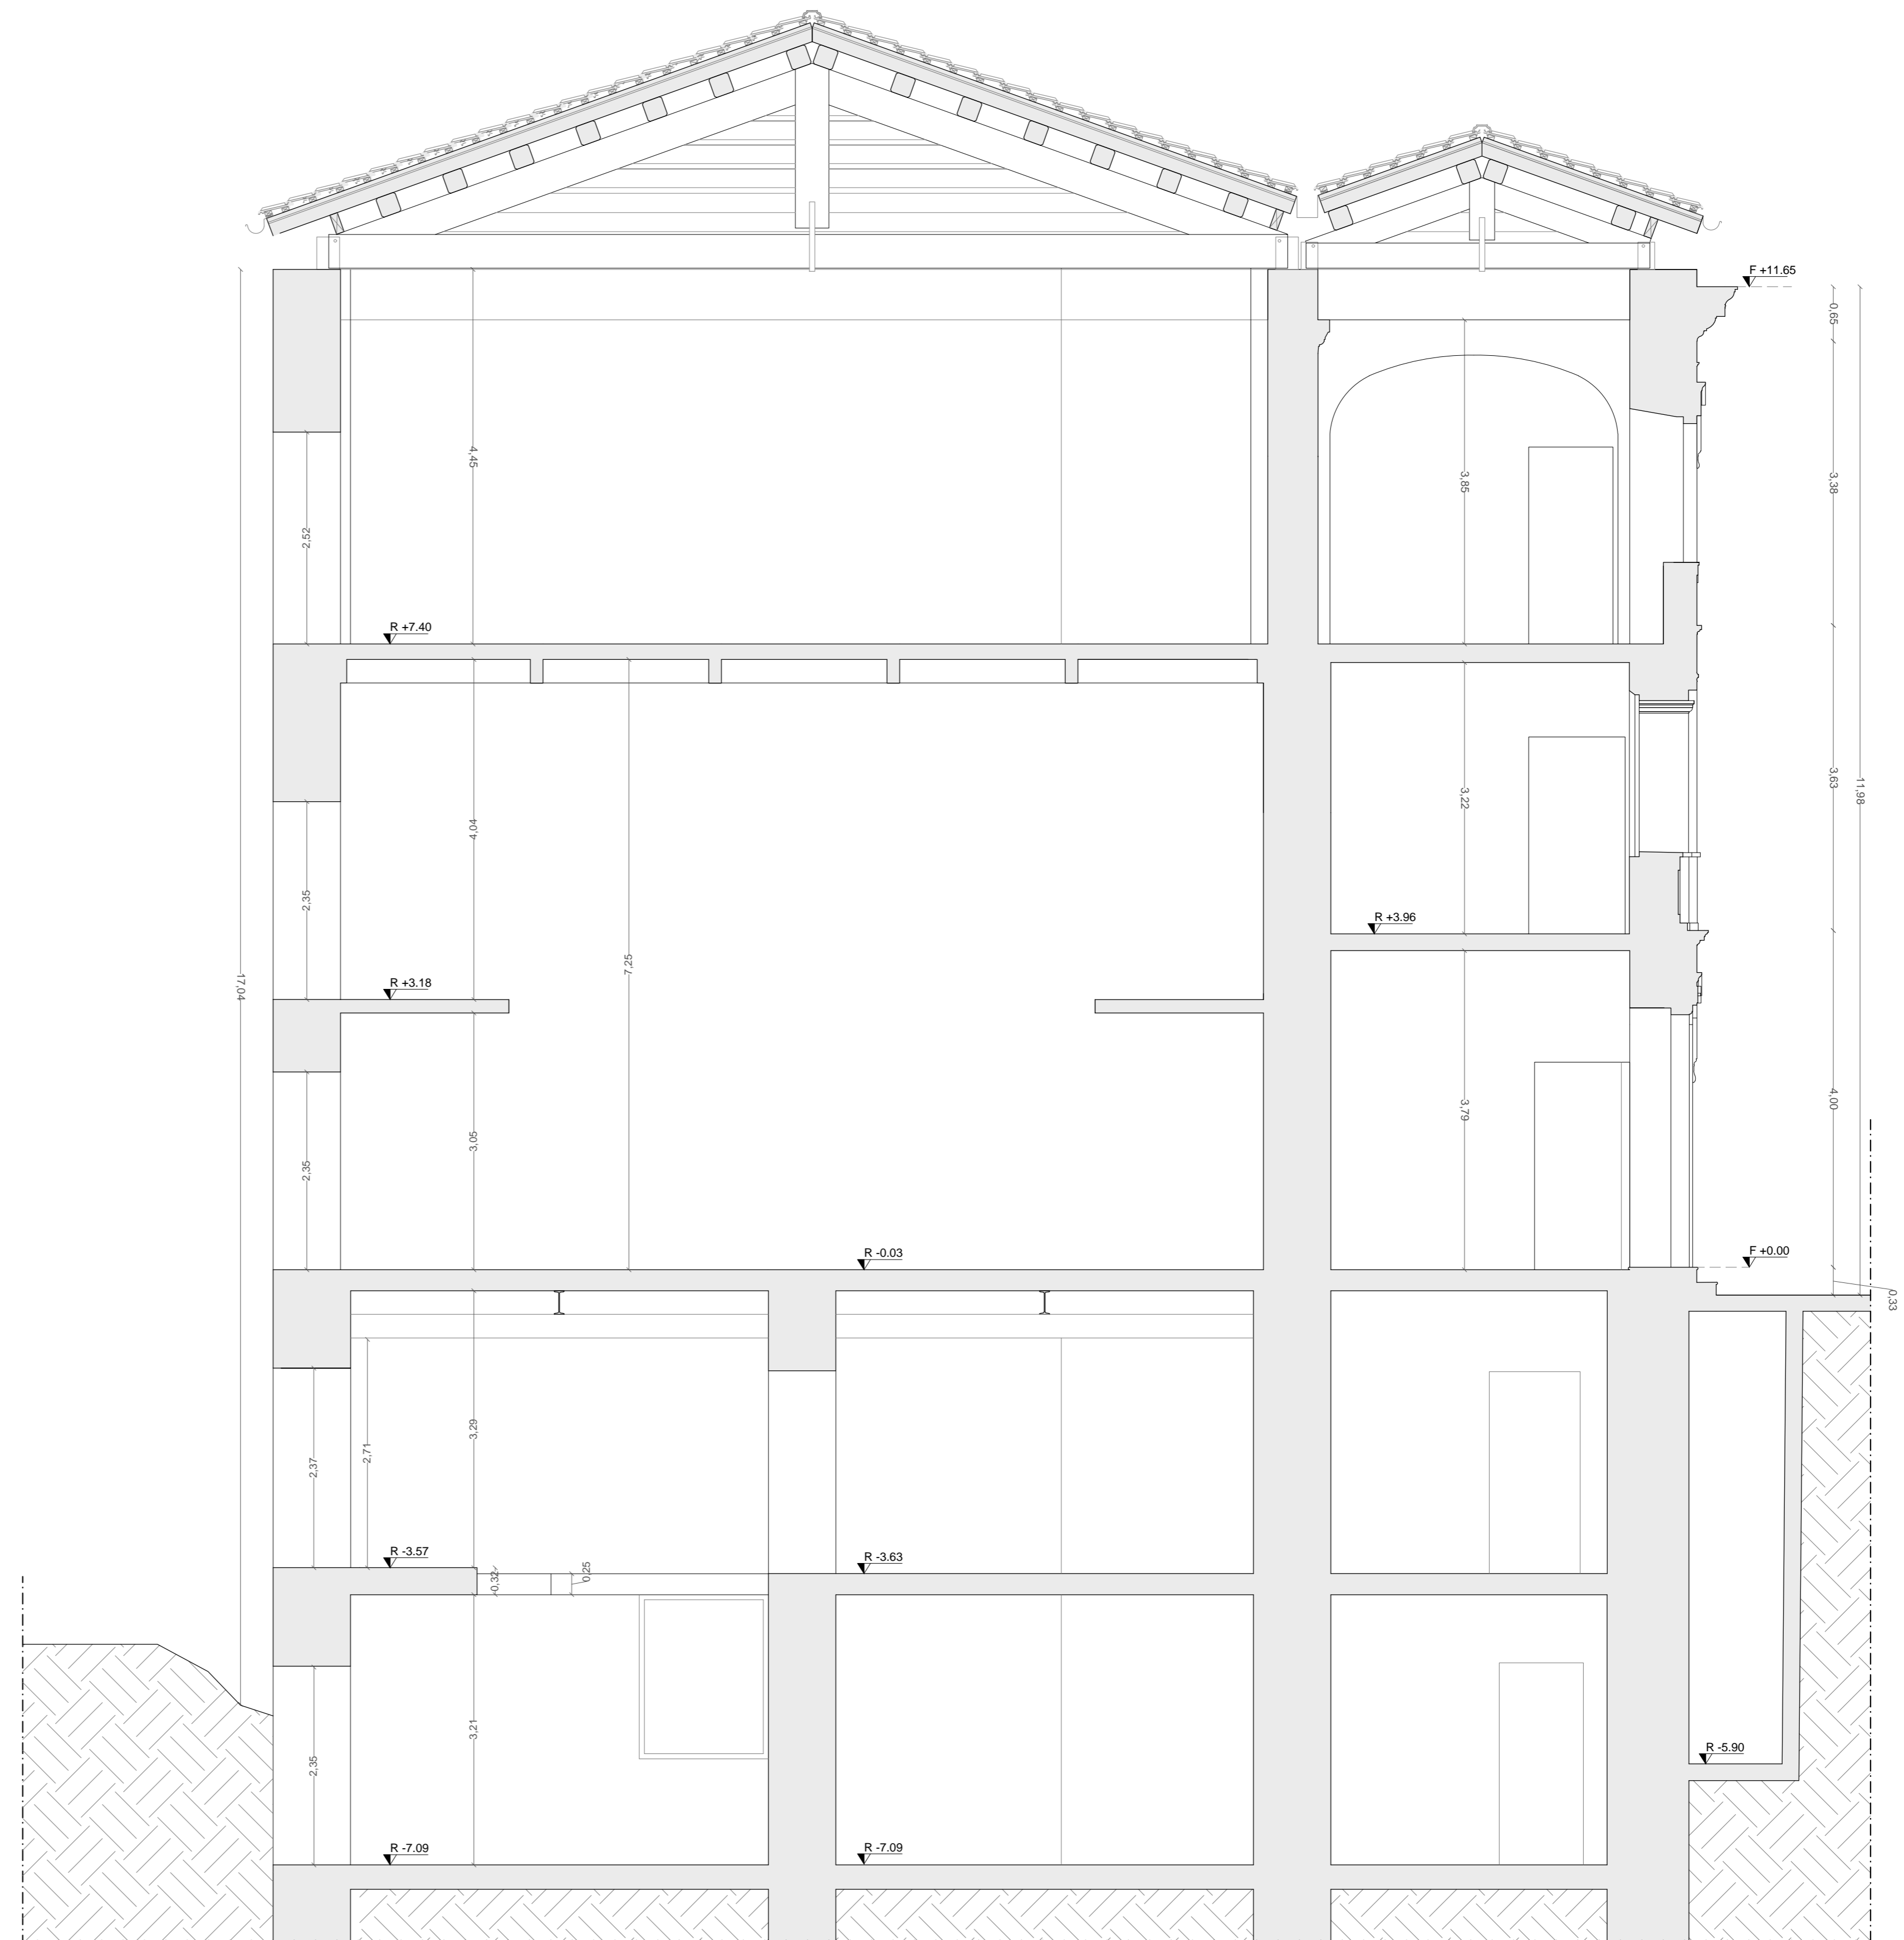 F +11.65
0,65
4,45
3,85
3,38
2,52
R +7.40
3,63
11,98
3,22
4,04
2,35
R +3.96
7,25
R +3.18
17,04
4,00
3,79
3,05
2,35
R -0.03
F +0.00
0,33
3,29
2,71
2,37
R -3.57
R -3.63
0,32
0,25
3,21
R -5.90
2,35
R -7.09
R -7.09